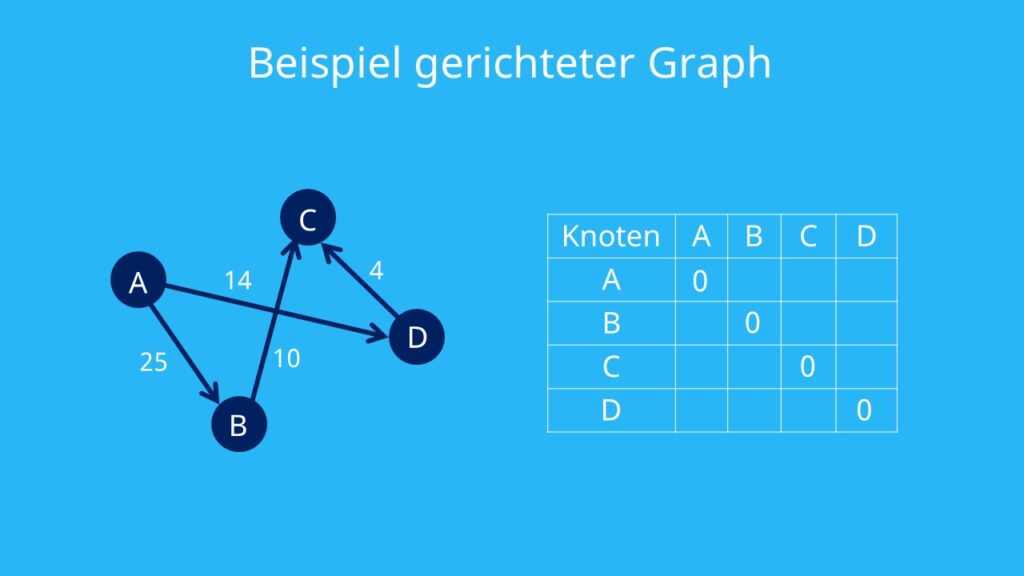 Beispiel gerichteter Graph
C
A
14
4
D
25
10
B
Knoten A B C D
A 0
B 0
C 0
D 0